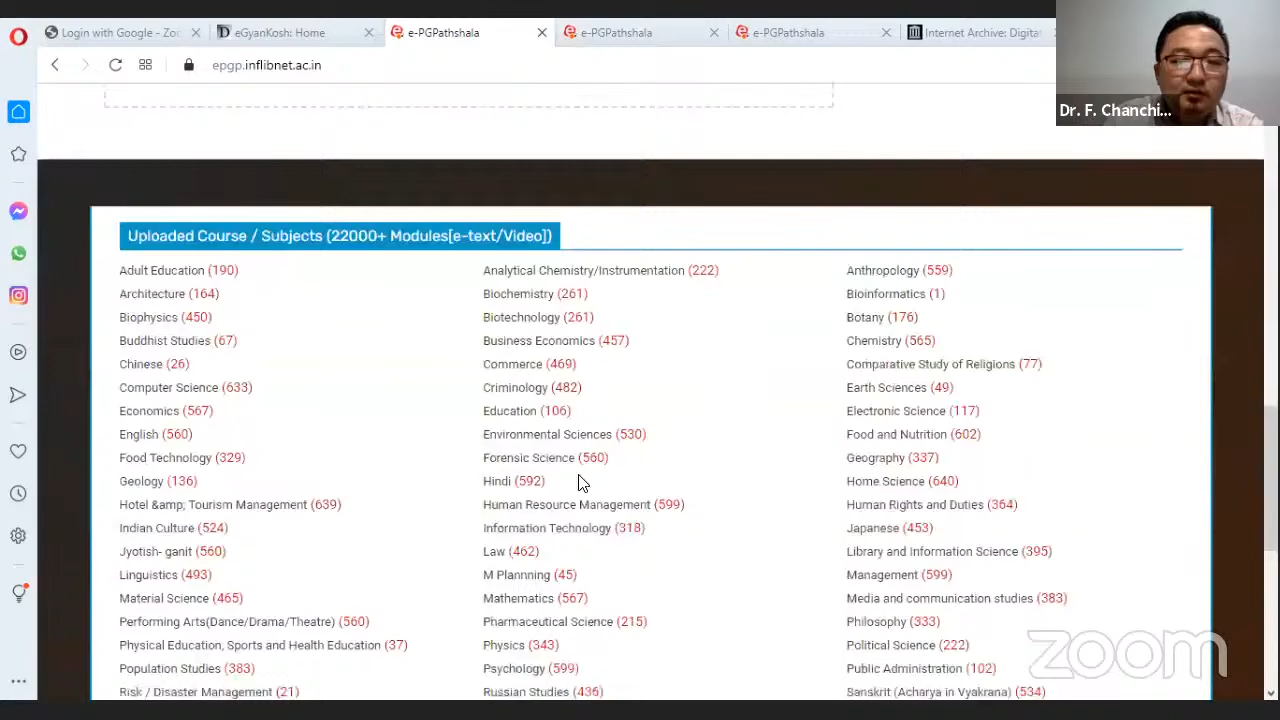 Login with Google - Zoo
eGyanKosh: Home
e-PGPathshala
e-PGPathshala
e-PGPathshala
Internet Archive: Digita
epgp.inflibnet.ac.in
Dr. F. Chanchi...
Uploaded Course / Subjects (22000+ Modules[e-text/Video])
Adult Education (190)
Analytical Chemistry/Instrumentation (222)
Anthropology (559)
Architecture (164)
Biochemistry (261)
Bioinformatics (1)
Biophysics (450)
Biotechnology (261)
Botany (176)
Buddhist Studies (67)
Business Economics (457)
Chemistry (565)
Chinese (26)
Commerce (469)
Comparative Study of Religions (77)
Computer Science (633)
Criminology (482)
Earth Sciences (49)
Economics (567)
Education (106)
Electronic Science (117)
English (560)
Environmental Sciences (530)
Food and Nutrition (602)
Food Technology (329)
Forensic Science (560)
Geography (337)
Geology (136)
Hindi (592)
Home Science (640)
Hotel &amp; Tourism Management (639)
Human Resource Management (599)
Human Rights and Duties (364)
Indian Culture (524)
Information Technology (318)
Japanese (453)
Jyotish- ganit (560)
Law (462)
Library and Information Science (395)
Linguistics (493)
M Plannning (45)
Management (599)
Material Science (465)
Mathematics (567)
Media and communication studies (383)
Performing Arts(Dance/Drama/Theatre) (560)
Pharmaceutical Science (215)
Philosophy (333)
Physical Education, Sports and Health Education (37)
Physics (343)
Political Science (222)
Population Studies (383)
Psychology (599)
Public Administration (102)
Risk / Disaster Management (21)
Russian Studies (436)
Sanskrit (Acharya in Vyakrana) (534)
zoom